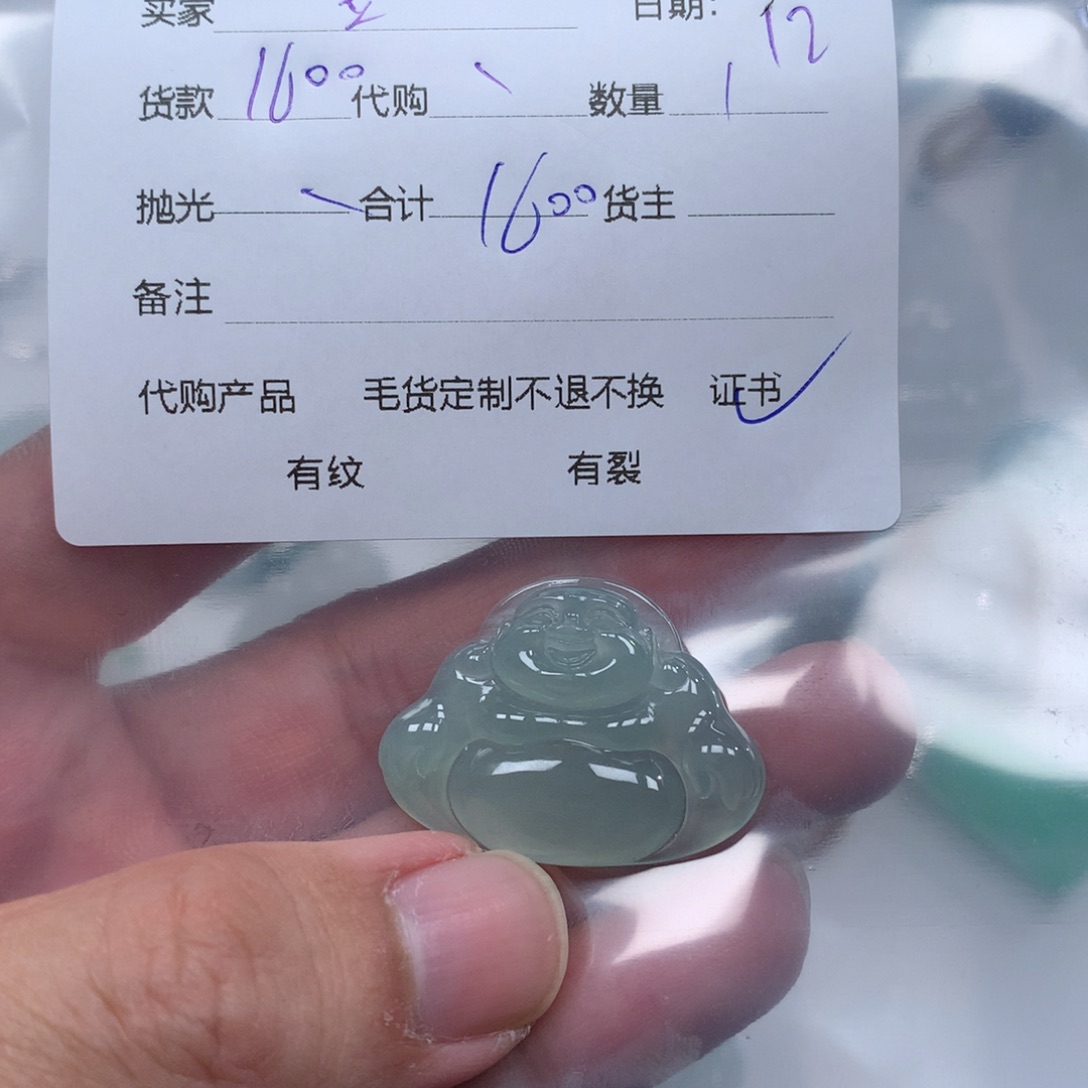 买家 日期: 12
货款 1600 代购 数量 1
抛光 合计 1600 货主
备注
代购产品 毛货定制不退不换 证书
有纹 有裂